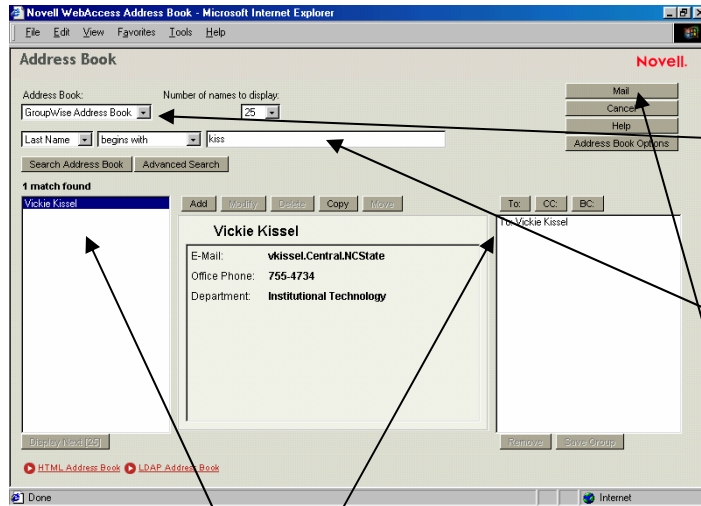 Novell WebAccess Address Book - Microsoft Internet Explorer
File Edit View Favorites Tools Help
Address Book
Novell.
Address Book: Number of names to display:
GroupWise Address Book 25
Last Name begins with kiss
Mail
Cancel
Help
Address Book Options
Search Address Book Advanced Search
1 match found
Vickie Kissel
Add Modify Delete Copy Move
To: CC: BC:
Vickie Kissel
E-Mail: vkissel.Central.NCState
Office Phone: 755-4734
Department: Institutional Technology
To: Vickie Kissel
Display Next [25]
Remove Save Group
HTML Address Book LDAP Address Book
Done Internet